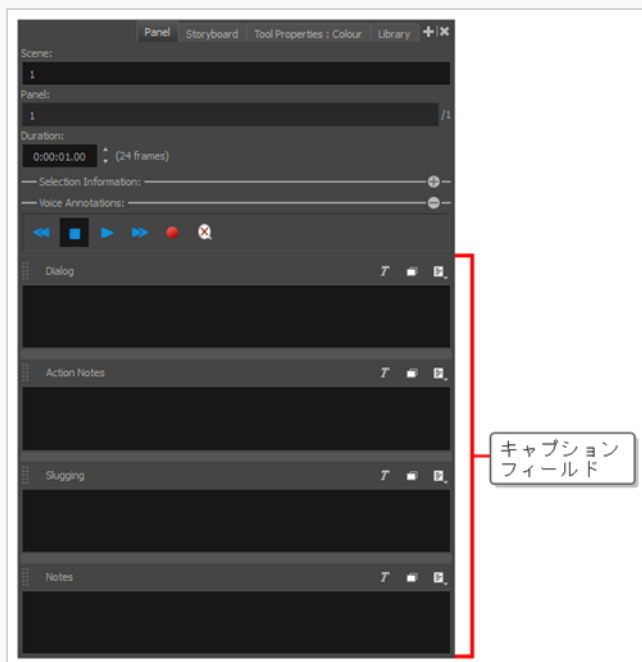 Panel Storyboard Tool Properties : Colour Library
Scene:
1
Panel:
1 /1
Duration:
0:00:01.00 (24 frames)
Selection Information:
Voice Annotations:
Dialog
Action Notes
Slugging
Notes
キャプション
フィールド